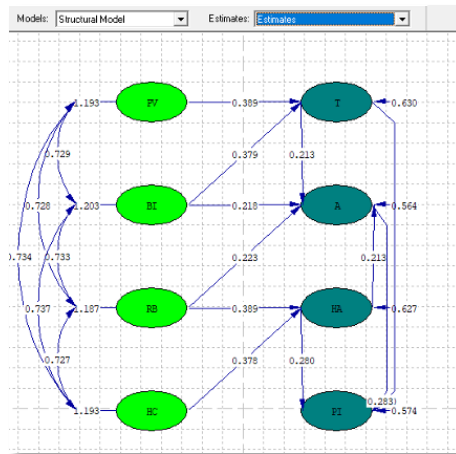 Models: Structural Model Estimates: Estimates
1.193 PV 0.389 T 0.630
0.729 0.379 0.213
0.728 1.203 BI 0.218 A 0.564
0.734 0.733 0.223 0.213
0.737 1.187 RB 0.389 HA 0.627
0.727 0.378 0.280
(0.283)
1.193 HC PI 0.574